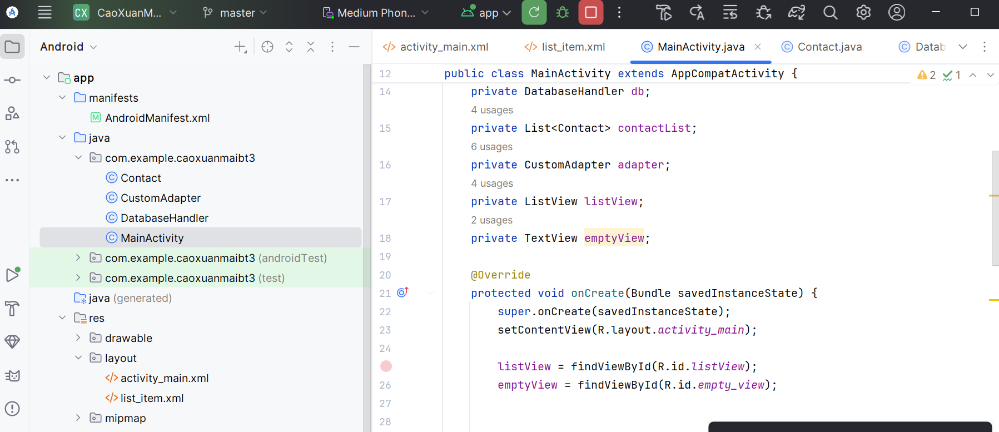 CX CaoXuanM... master Medium Phon... app
Android
app
manifests
AndroidManifest.xml
java
com.example.caoxuanmaibt3
Contact
CustomAdapter
DatabaseHandler
MainActivity
com.example.caoxuanmaibt3 (androidTest)
com.example.caoxuanmaibt3 (test)
java (generated)
res
drawable
layout
activity_main.xml
list_item.xml
mipmap
activity_main.xml list_item.xml MainActivity.java Contact.java Datab
12 public class MainActivity extends AppCompatActivity {
2 1
14 private DatabaseHandler db;
4 usages
15 private List<Contact> contactList;
6 usages
16 private CustomAdapter adapter;
4 usages
17 private ListView listView;
2 usages
18 private TextView emptyView;
19
20 @Override
21 protected void onCreate(Bundle savedInstanceState) {
22 super.onCreate(savedInstanceState);
23 setContentView(R.layout.activity_main);
24
listView = findViewById(R.id.listView);
26 emptyView = findViewById(R.id.empty_view);
27
28